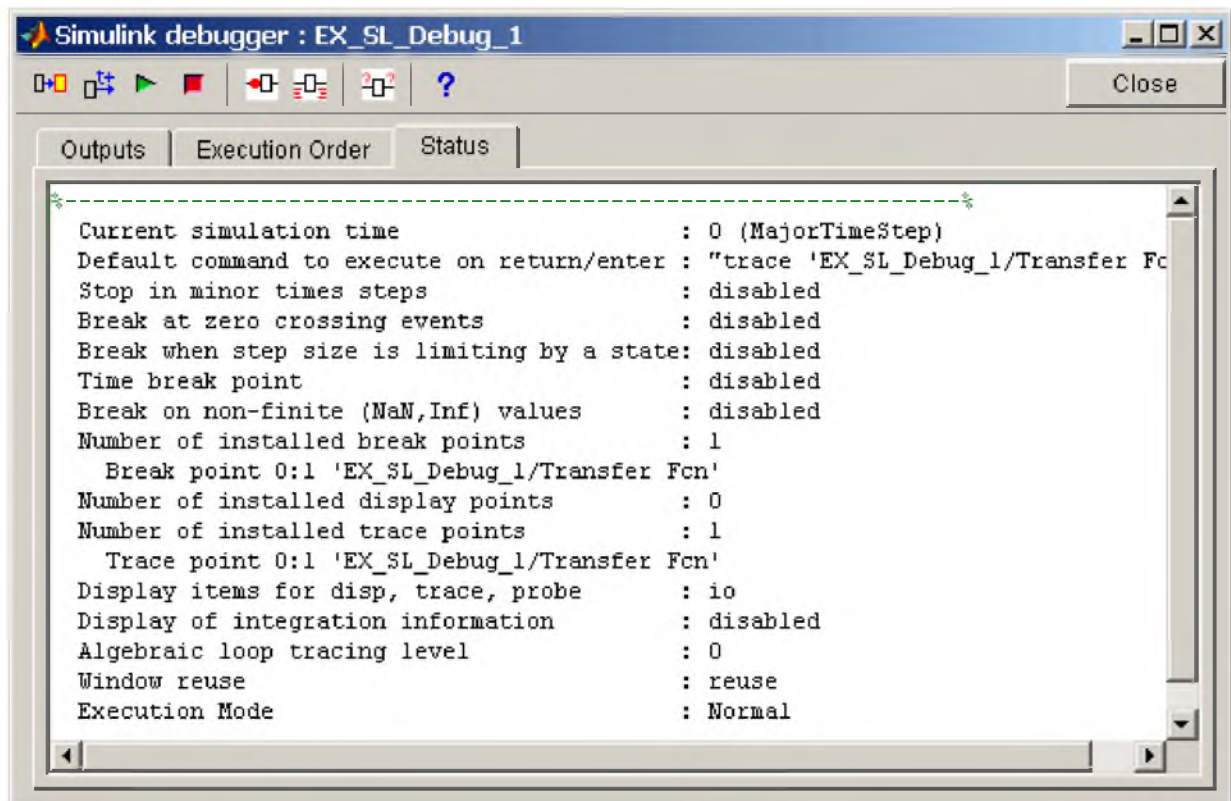 Simulink debugger : EX_SL_Debug_1
Close
Outputs Execution Order Status
%------------------------------------------------------------------%
Current simulation time : 0 (MajorTimeStep)
Default command to execute on return/enter : "trace 'EX_SL_Debug_1/Transfer Fc
Stop in minor times steps : disabled
Break at zero crossing events : disabled
Break when step size is limiting by a state: disabled
Time break point : disabled
Break on non-finite (NaN,Inf) values : disabled
Number of installed break points : 1
Break point 0:1 'EX_SL_Debug_1/Transfer Fcn'
Number of installed display points : 0
Number of installed trace points : 1
Trace point 0:1 'EX_SL_Debug_1/Transfer Fcn'
Display items for disp, trace, probe : io
Display of integration information : disabled
Algebraic loop tracing level : 0
Window reuse : reuse
Execution Mode : Normal